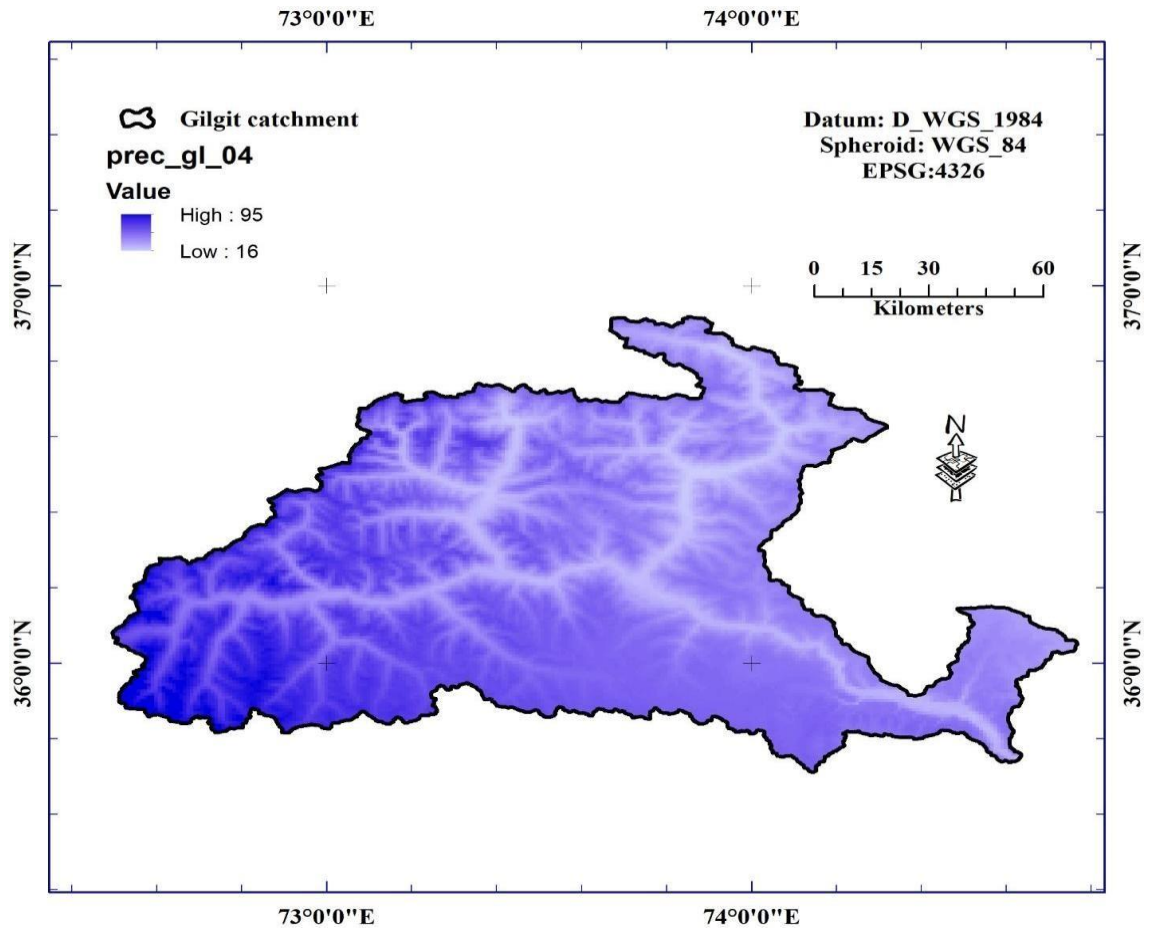 73°0'0"E 74°0'0"E
Gilgit catchment
prec_gl_04
Value
High : 95
Low : 16
Datum: D_WGS_1984
Spheroid: WGS_84
EPSG:4326
0 15 30 60
Kilometers
37°0'0"N
37°0'0"N
N
36°0'0"N
36°0'0"N
73°0'0"E 74°0'0"E